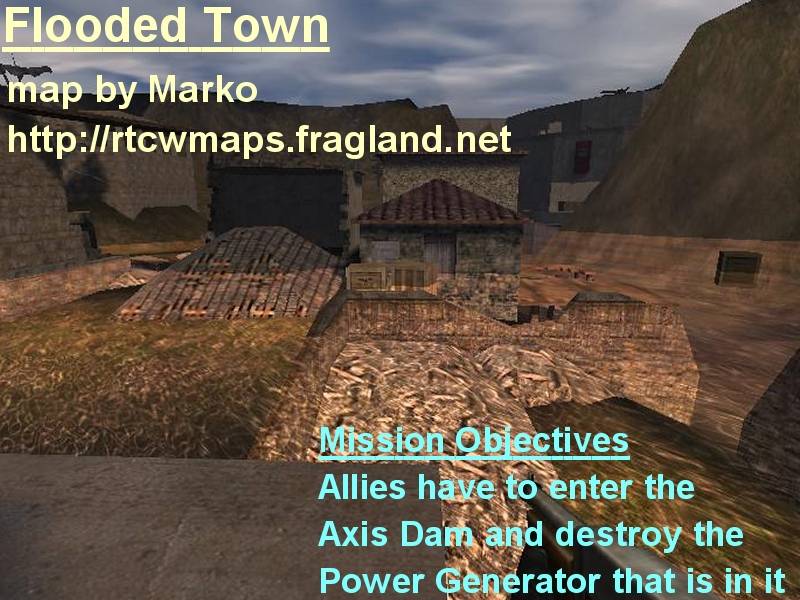 Flooded Town
map by Marko
http://rtcwmaps.fragland.net
Mission Objectives
Allies have to enter the
Axis Dam and destroy the
Power Generator that is in it